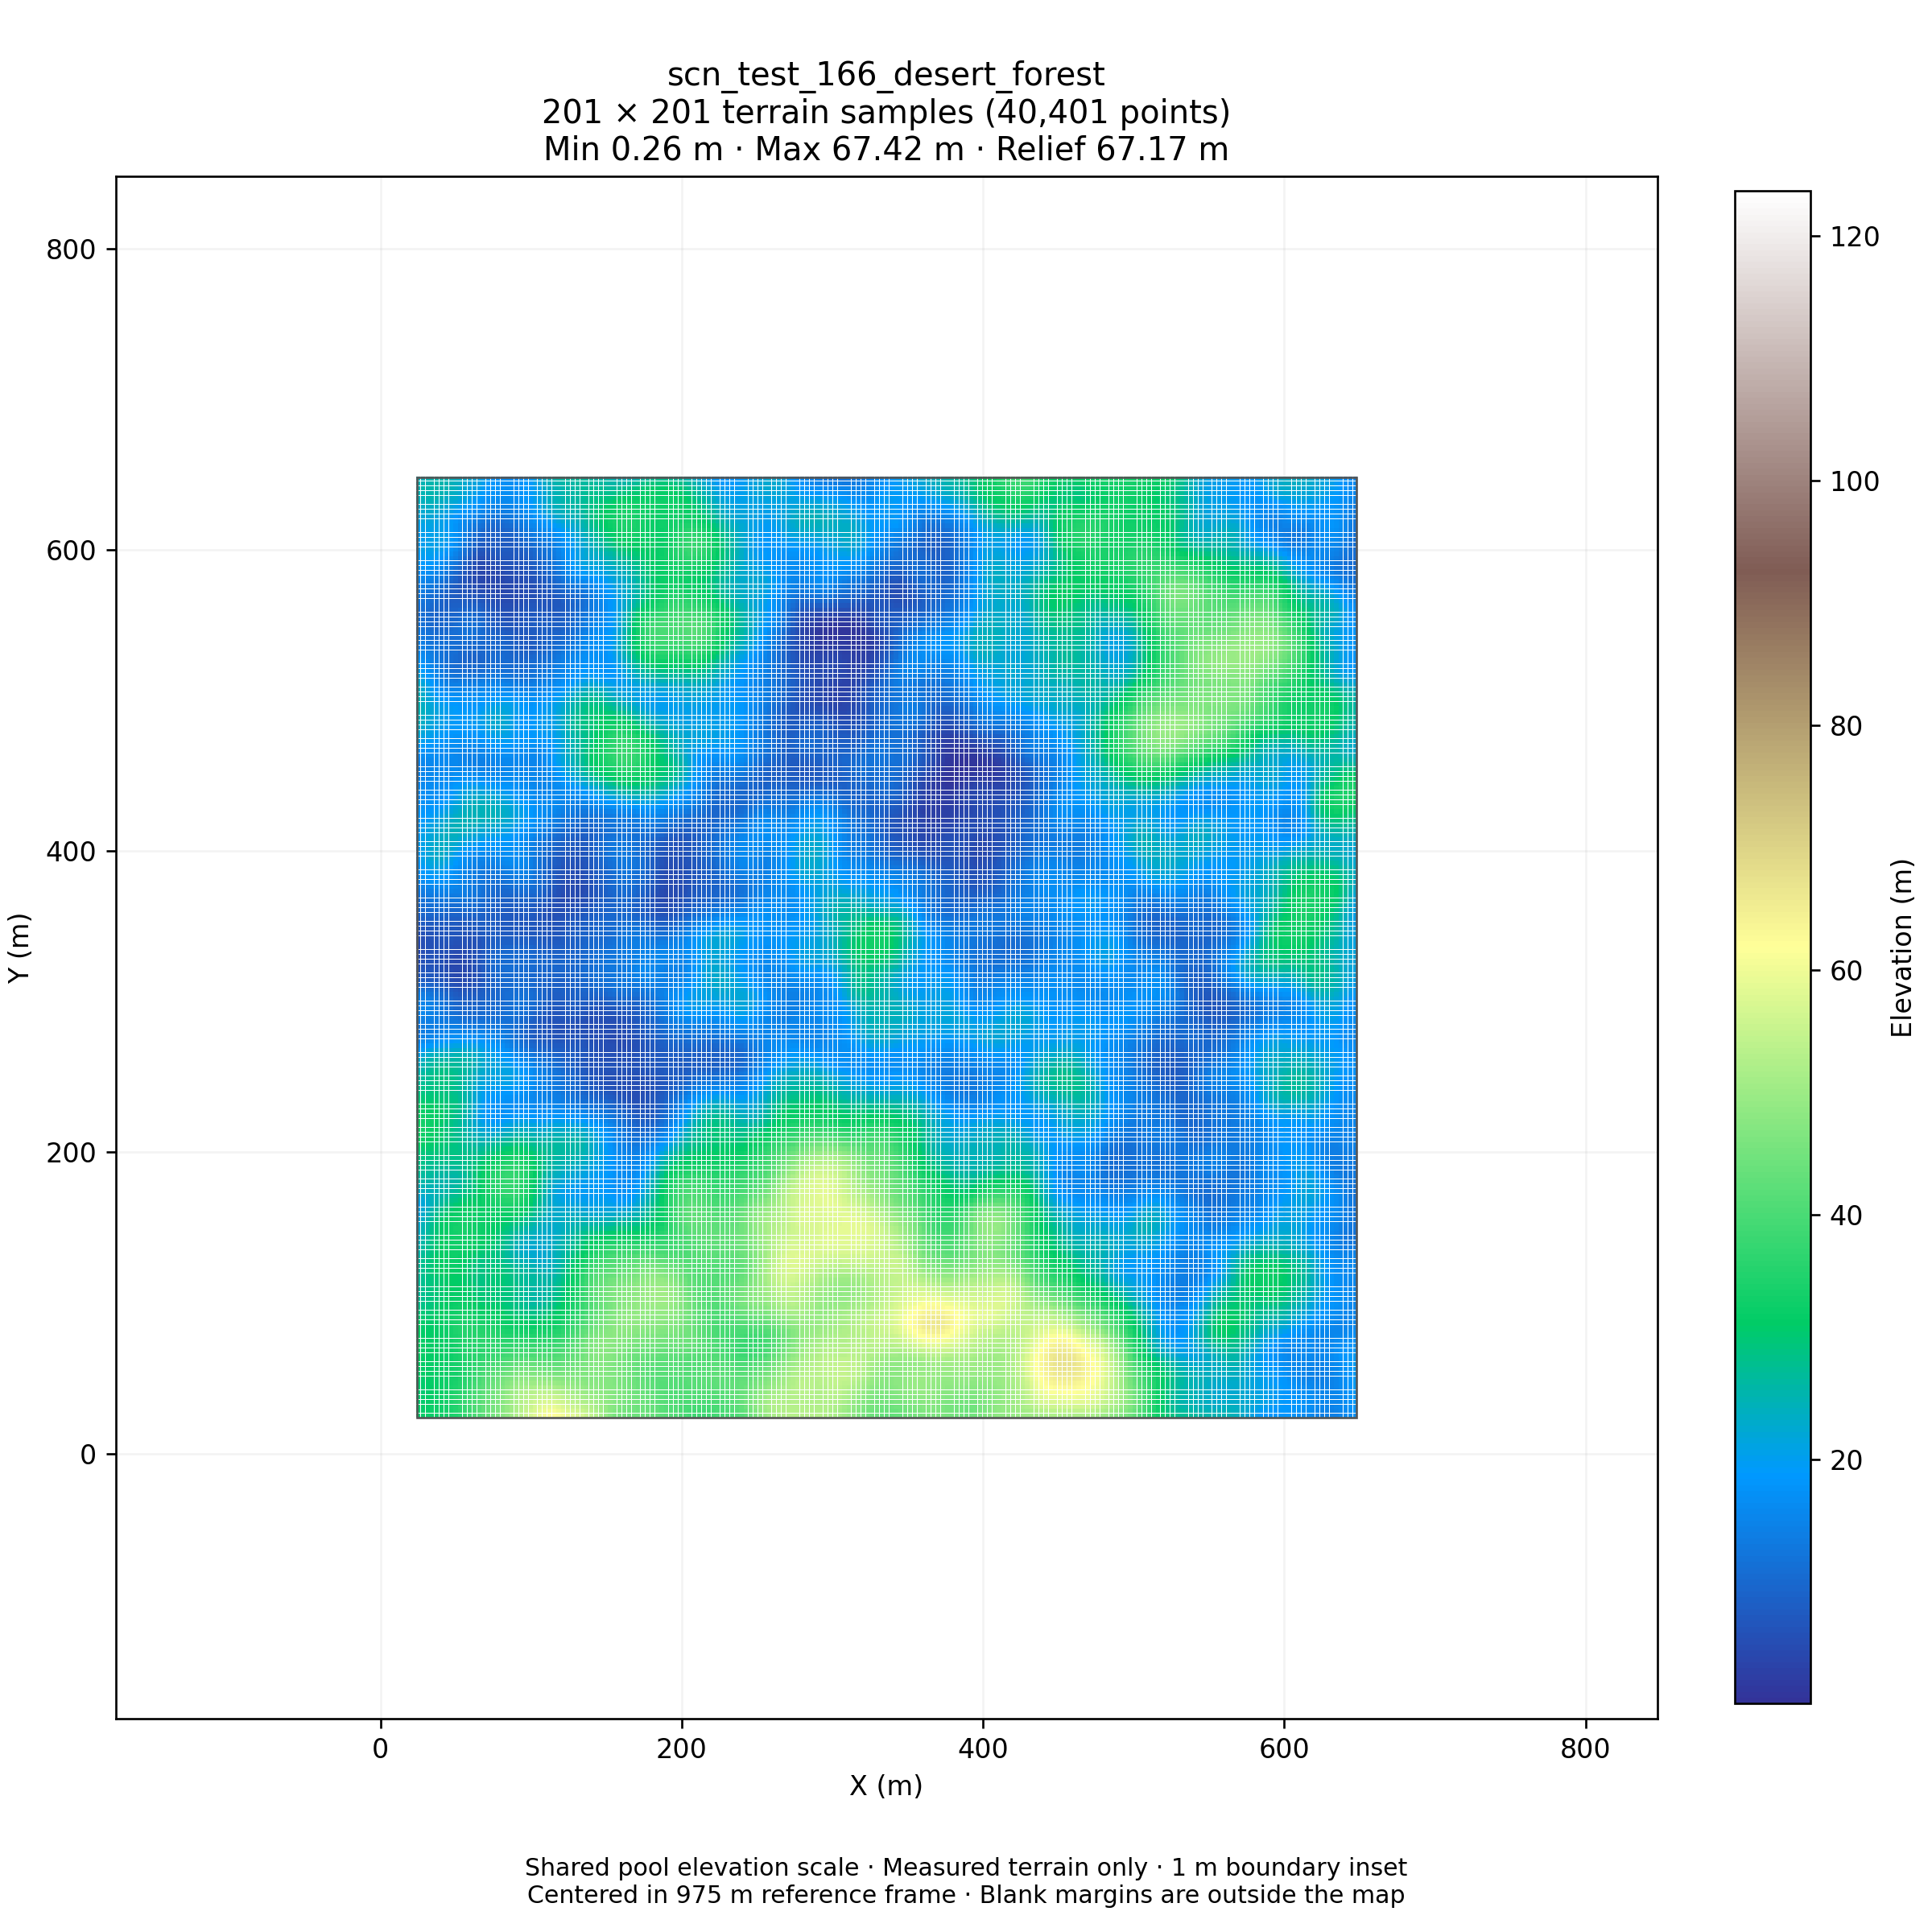 scn_test_166_desert_forest
201 × 201 terrain samples (40,401 points)
Min 0.26 m · Max 67.42 m · Relief 67.17 m
800
600
400
200
0
Y (m)
0
200
400
600
800
X (m)
120
100
80
60
40
20
Elevation (m)
Shared pool elevation scale · Measured terrain only · 1 m boundary inset
Centered in 975 m reference frame · Blank margins are outside the map